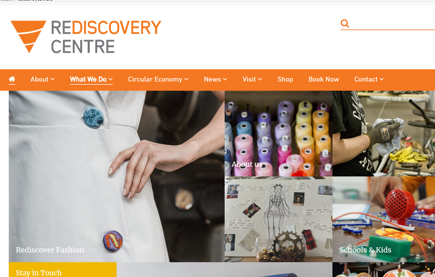 REDISCOVERY
CENTRE
About What We Do Circular Economy News Visit Shop Book Now Contact
About us
Rediscover Fashion
Schools & Kids
Stay in Touch